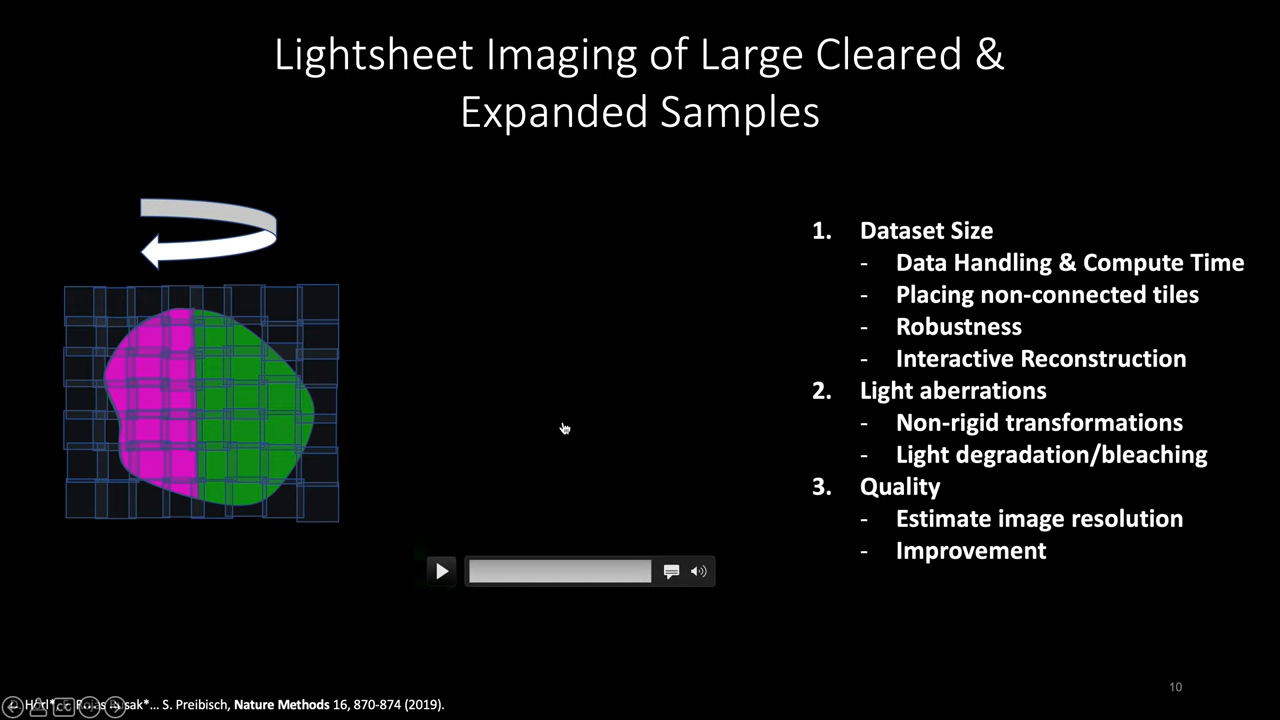 Lightsheet Imaging of Large Cleared &
Expanded Samples
1. Dataset Size
- Data Handling & Compute Time
- Placing non-connected tiles
- Robustness
- Interactive Reconstruction
2. Light aberrations
- Non-rigid transformations
- Light degradation/bleaching
3. Quality
- Estimate image resolution
- Improvement
10
S. Preibisch, Nature Methods 16, 870-874 (2019).